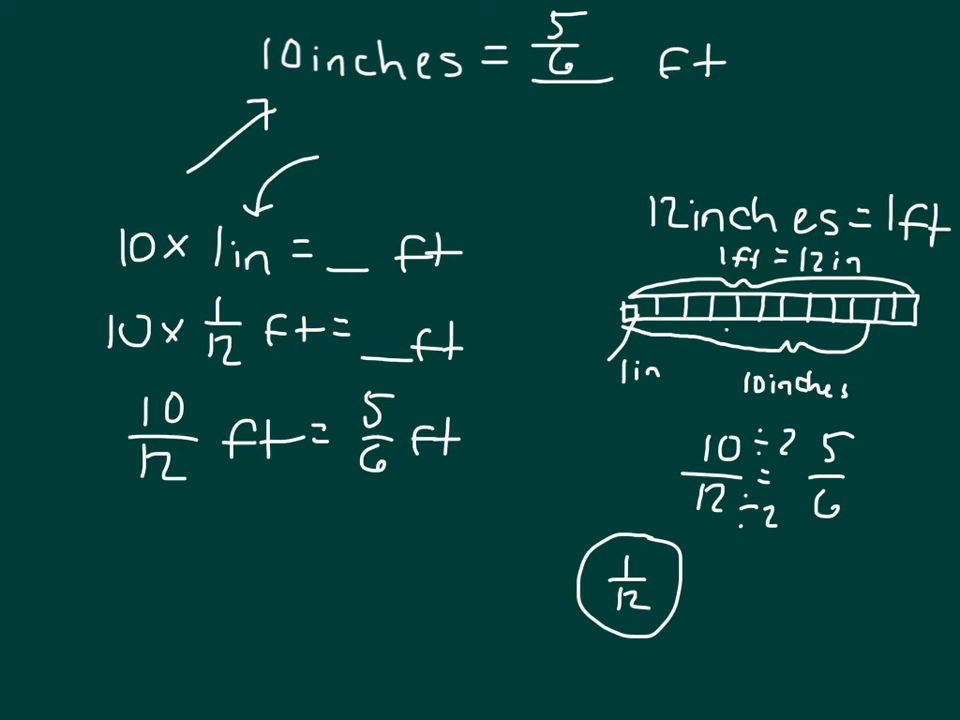 10 inches = 5/6 ft
10 × 1 in = _ ft
10 × 1/12 ft = _ ft
10/12 ft = 5/6 ft
12 inches = 1 ft
1 ft = 12 in
1 in
10 inches
10 ÷ 2 / 12 ÷ 2 = 5/6
1/12